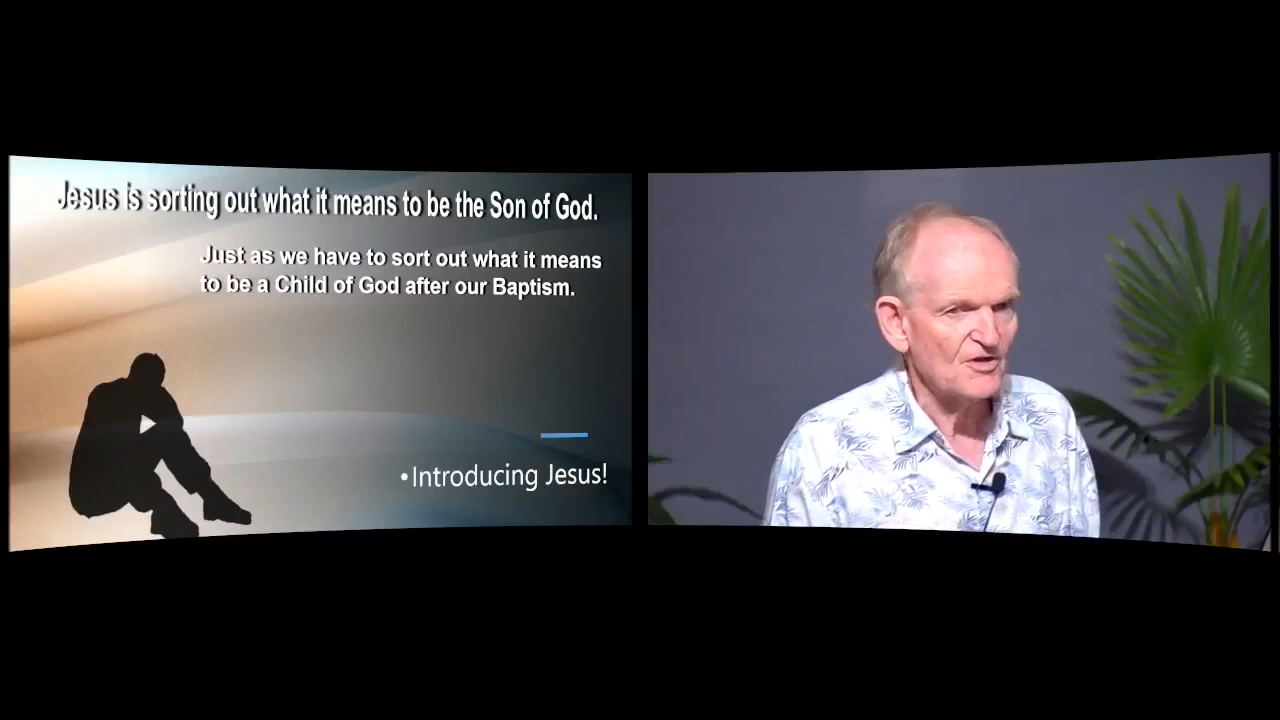 Jesus is sorting out what it means to be the Son of God.
Just as we have to sort out what it means
to be a Child of God after our Baptism.
•Introducing Jesus!